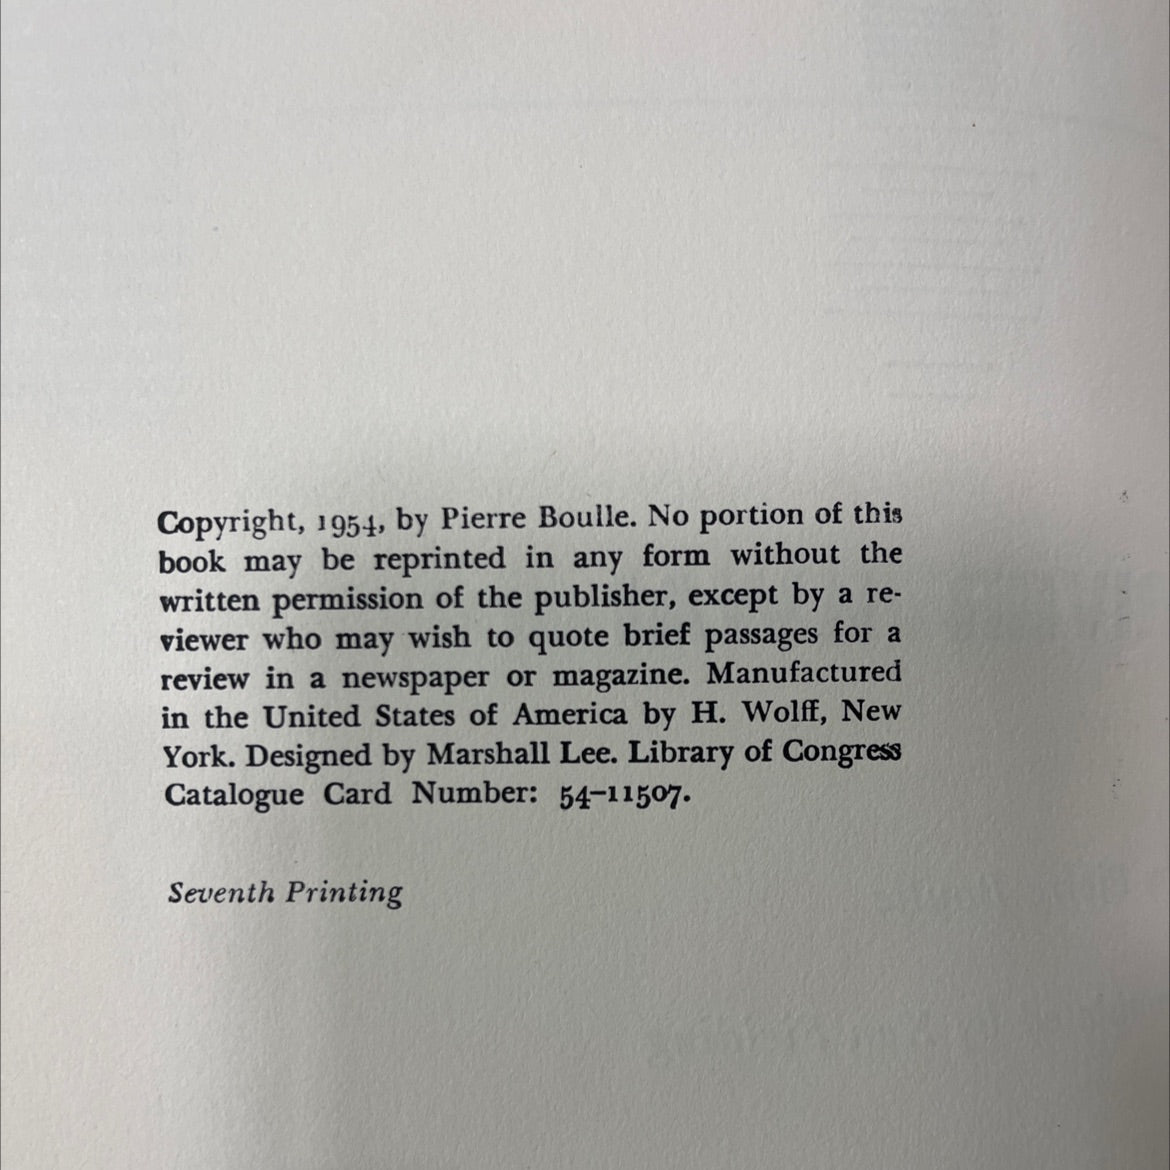 Copyright, 1954, by Pierre Boulle. No portion of this
book may be reprinted in any form without the
written permission of the publisher, except by a re-
viewer who may wish to quote brief passages for a
review in a newspaper or magazine. Manufactured
in the United States of America by H. Wolff, New
York. Designed by Marshall Lee. Library of Congress
Catalogue Card Number: 54–11507.
Seventh Printing